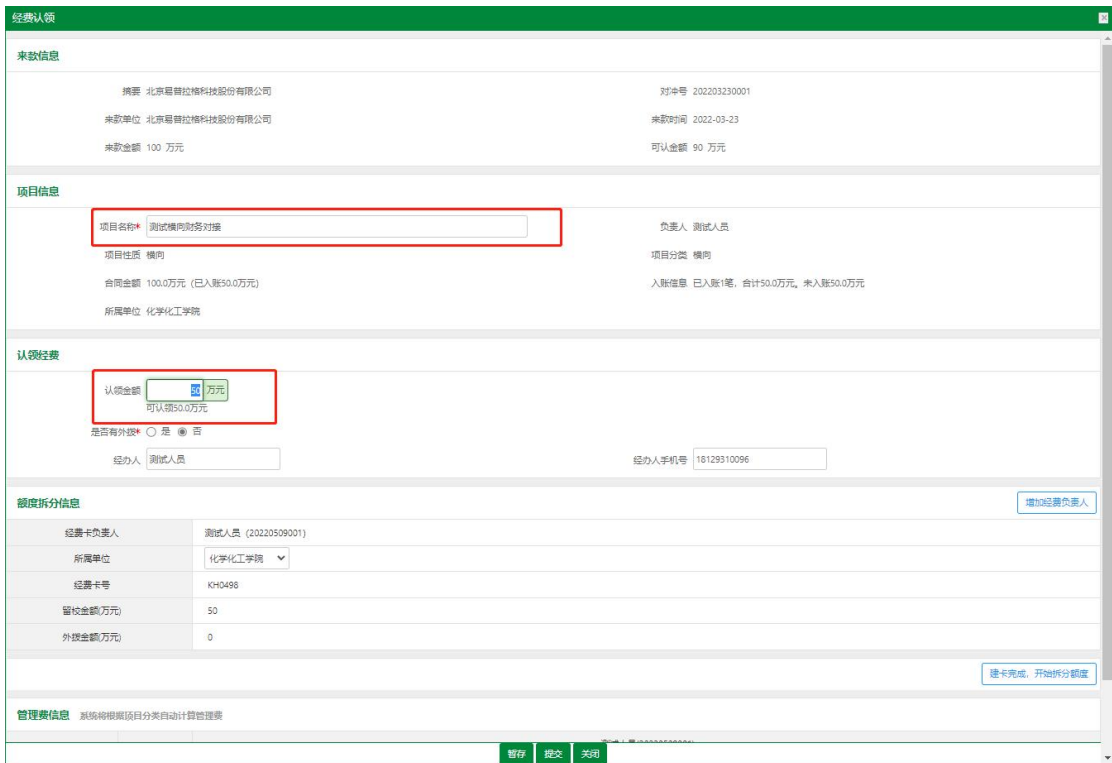 经费认领
来款信息
摘要 北京易普拉格科技股份有限公司 对冲号 202203230001
来款单位 北京易普拉格科技股份有限公司 来款时间 2022-03-23
来款金额 100 万元 可认金额 90 万元
项目信息
项目名称* 测试横向财务对接 负责人 测试人员
项目性质 横向 项目分类 横向
合同金额 100.0万元 (已入账50.0万元) 入账信息 已入账1笔, 合计50.0万元。未入账50.0万元
所属单位 化学化工学院
认领经费
认领金额 50 万元
可认领50.0万元
是否有外拨* 是 否
经办人 测试人员 经办人手机号 18129310096
额度拆分信息 增加经费负责人
经费卡负责人 测试人员 (20220509001)
所属单位 化学化工学院
经费卡号 KH0498
留校金额(万元) 50
外拨金额(万元) 0
建卡完成, 开始拆分额度
管理费信息 系统将根据项目分类自动计算管理费
暂存 提交 关闭